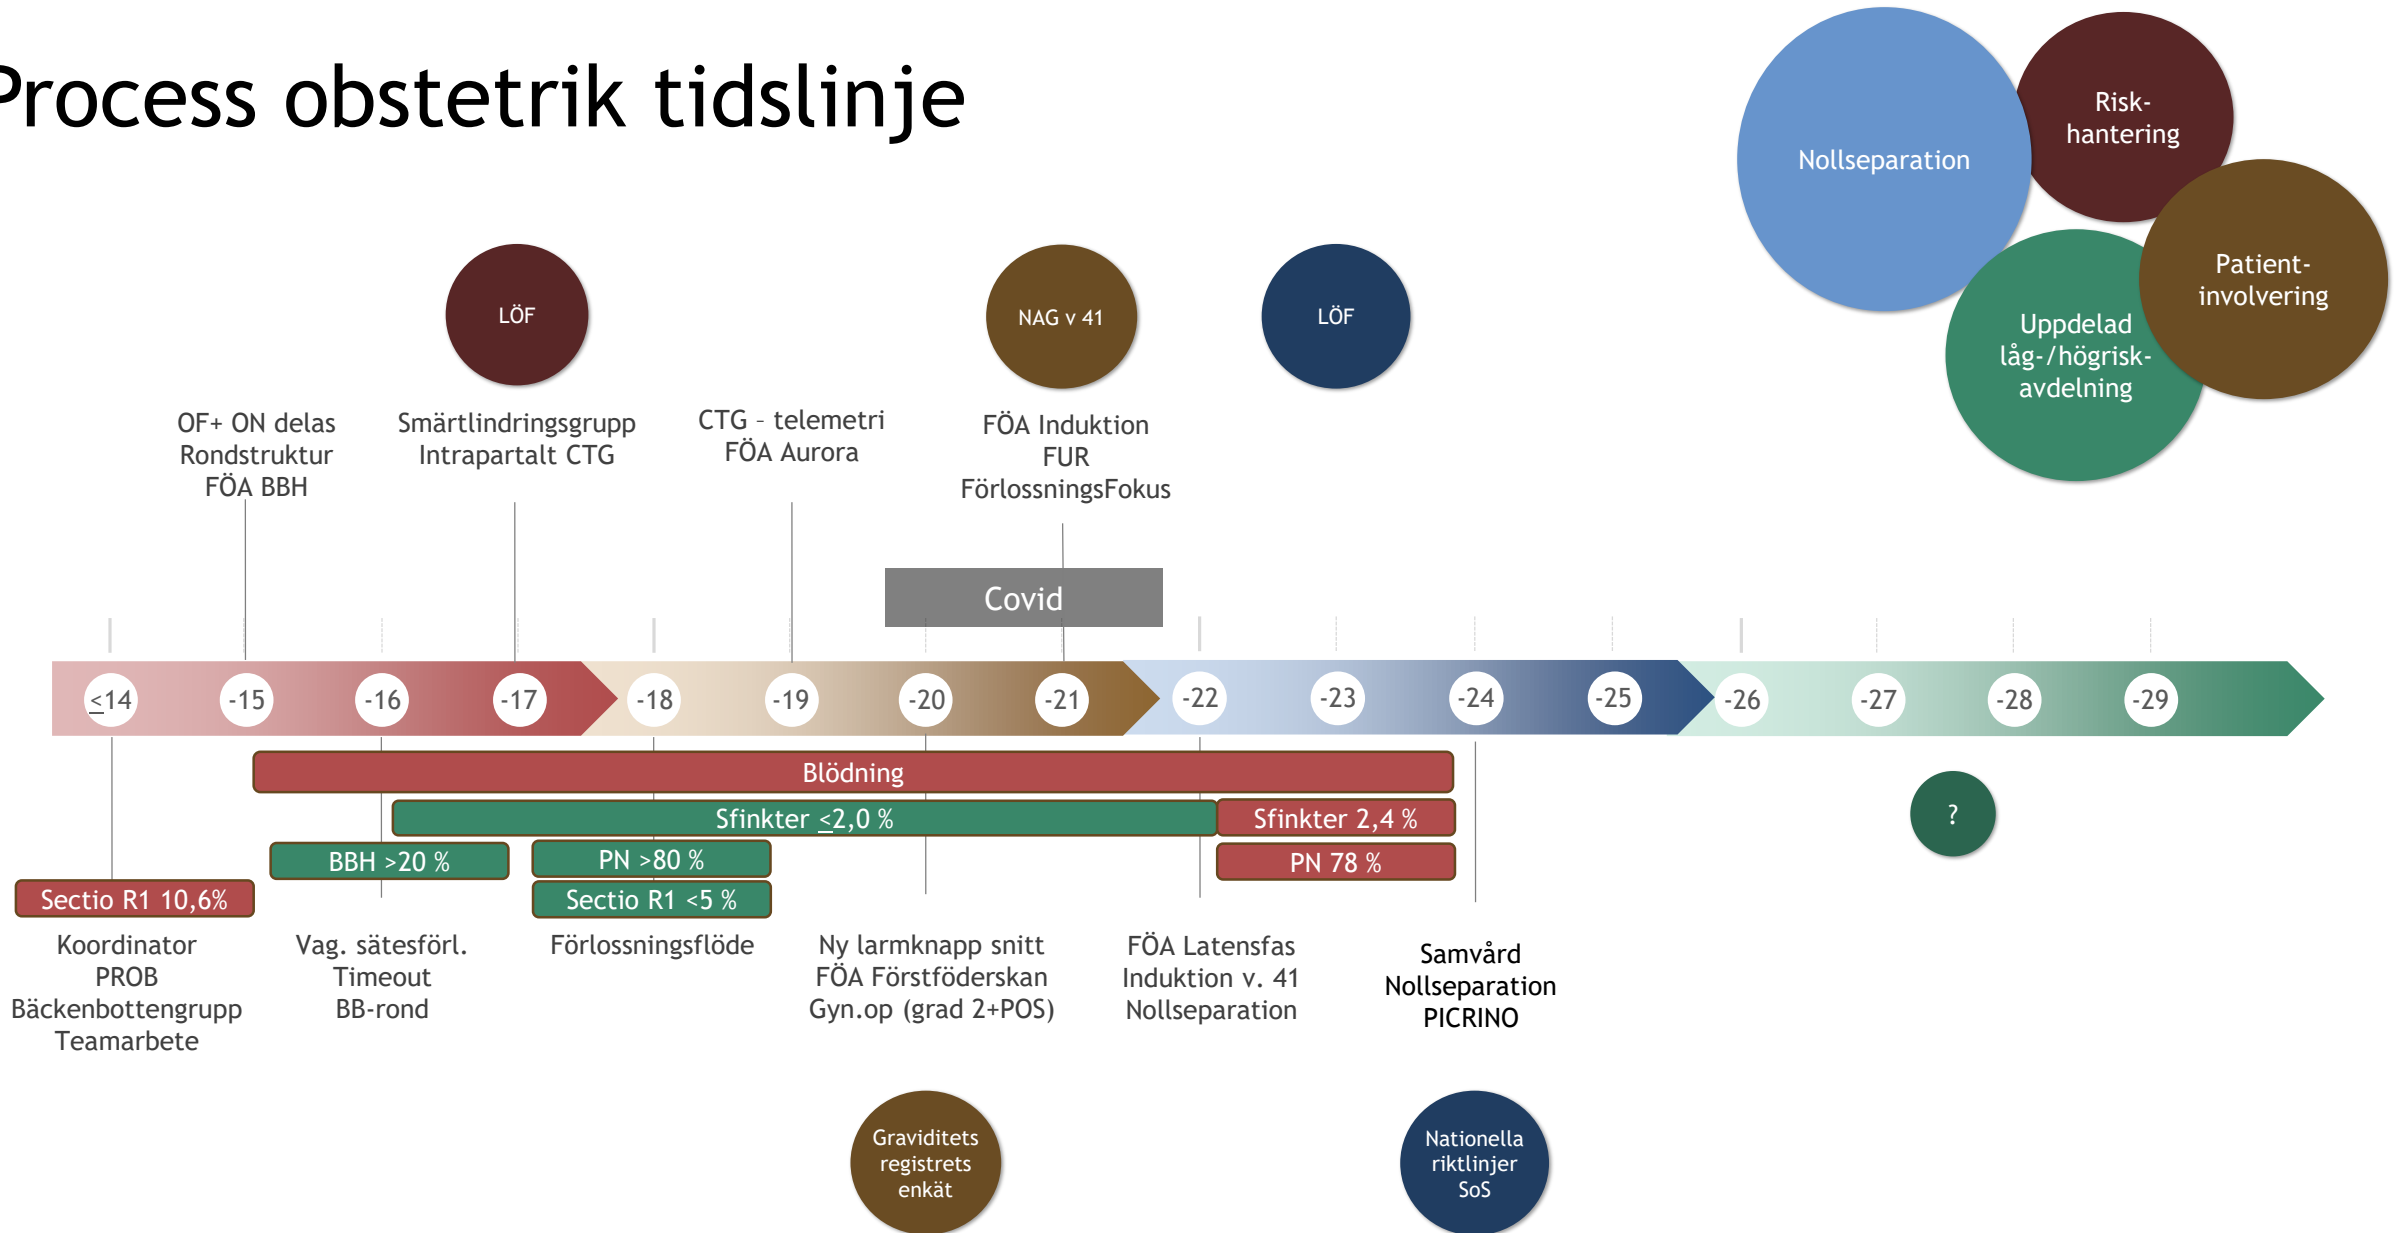 Process obstetrik tidslinje
Nollseparation
Risk-
hantering
Patient-
involvering
Uppdelad
låg-/högrisk-
avdelning
LÖF
NAG v 41
LÖF
OF+ ON delas
Rondstruktur
FÖA BBH
Smärtlindringsgrupp
Intrapartalt CTG
CTG – telemetri
FÖA Aurora
FÖA Induktion
FUR
FörlossningsFokus
Covid
<14
-15
-16
-17
-18
-19
-20
-21
-22
-23
-24
-25
-26
-27
-28
-29
Blödning
Sfinkter <2,0 %
Sfinkter 2,4 %
BBH >20 %
PN >80 %
PN 78 %
Sectio R1 10,6%
Sectio R1 <5 %
?
Koordinator
PROB
Bäckenbottengrupp
Teamarbete
Vag. sätesförl.
Timeout
BB-rond
Förlossningsflöde
Ny larmknapp snitt
FÖA Förstföderskan
Gyn.op (grad 2+POS)
FÖA Latensfas
Induktion v. 41
Nollseparation
Samvård
Nollseparation
PICRINO
Graviditets
registrets
enkät
Nationella
riktlinjer
SoS